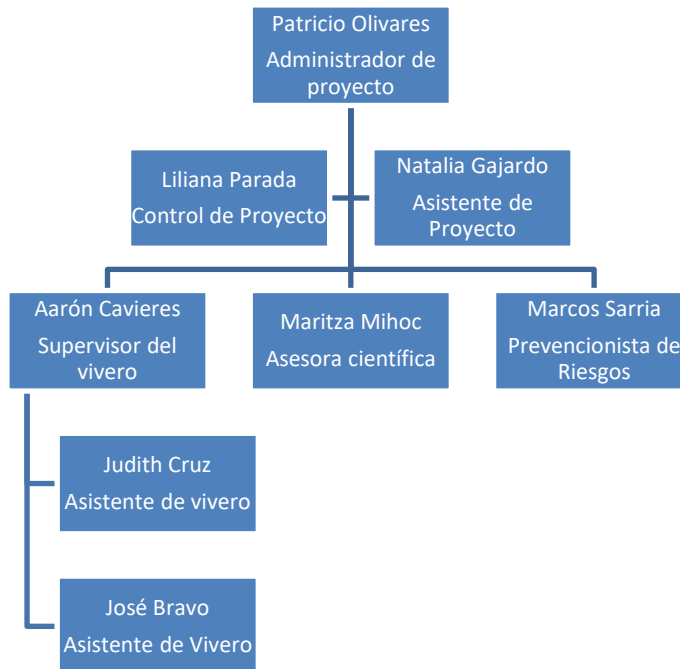 Patricio Olivares
Administrador de
proyecto
Liliana Parada
Control de Proyecto
Natalia Gajardo
Asistente de
Proyecto
Aarón Cavieres
Supervisor del
vivero
Maritza Mihoc
Asesora científica
Marcos Sarria
Prevencionista de
Riesgos
Judith Cruz
Asistente de vivero
José Bravo
Asistente de Vivero